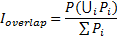 I_overlap = P(⋃_i P_i) / ∑ P_i